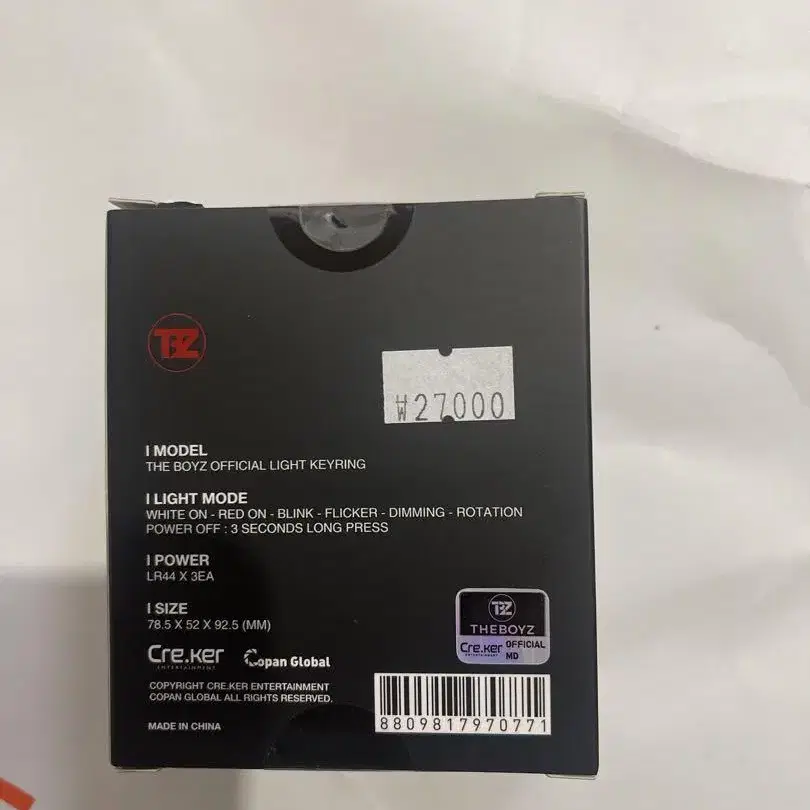 TBZ
₩27000
I MODEL
THE BOYZ OFFICIAL LIGHT KEYRING
I LIGHT MODE
WHITE ON - RED ON - BLINK - FLICKER - DIMMING - ROTATION
POWER OFF : 3 SECONDS LONG PRESS
I POWER
LR44 X 3EA
I SIZE
78.5 X 52 X 92.5 (MM)
Cre.ker
ENTERTAINMENT
Copan Global
TBZ
THEBOYZ
Cre.ker OFFICIAL
ENTERTAINMENT MD
COPYRIGHT CRE.KER ENTERTAINMENT
COPAN GLOBAL ALL RIGHTS RESERVED.
MADE IN CHINA
8809817970771